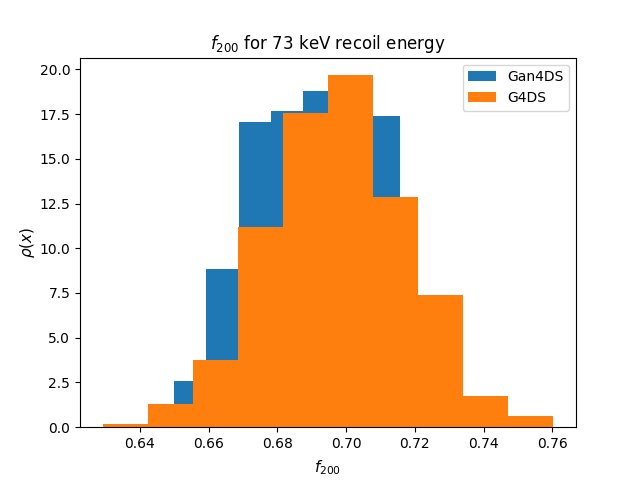 f₂₀₀ for 73 keV recoil energy
Gan4DS
G4DS
ρ(x)
20.0
17.5
15.0
12.5
10.0
7.5
5.0
2.5
0.0
0.64 0.66 0.68 0.70 0.72 0.74 0.76
f₂₀₀